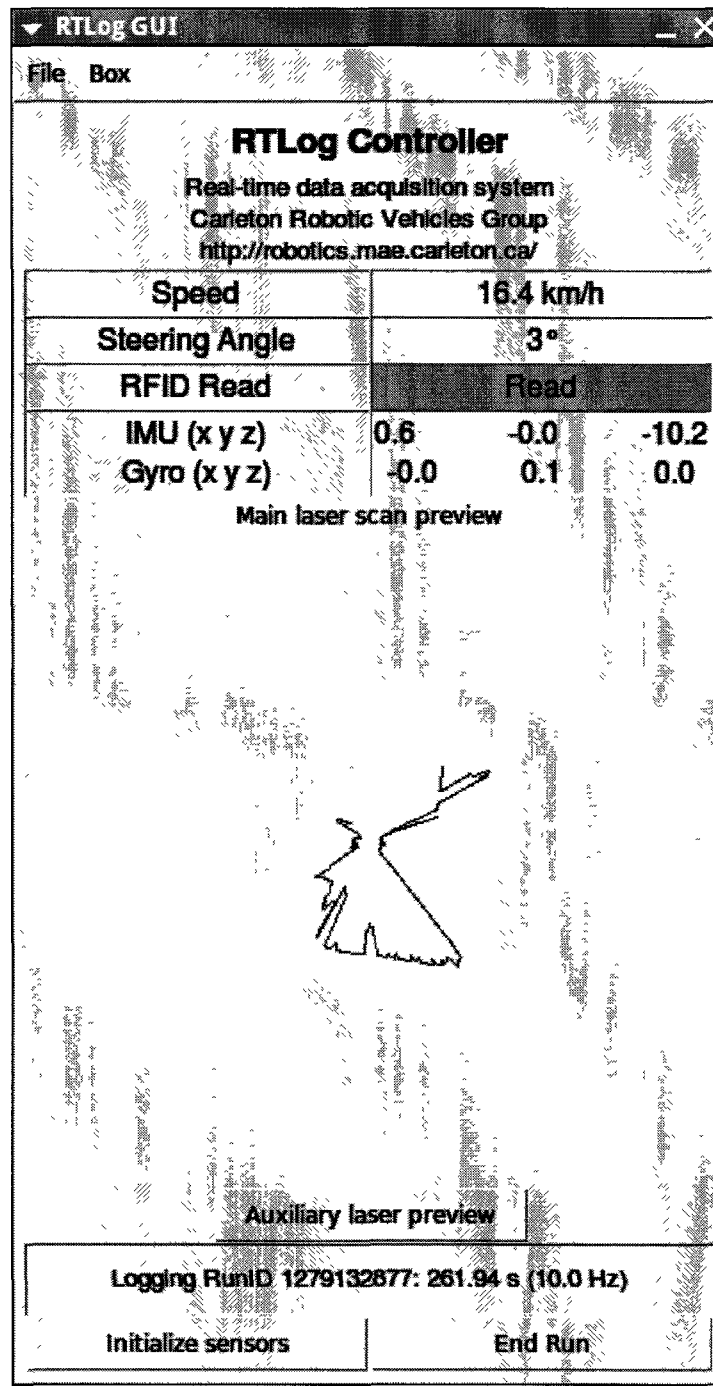 RTLog GUI
File Box
RTLog Controller
Real-time data acquisition system
Carleton Robotic Vehicles Group
http://robotics.mae.carleton.ca/
Speed 16.4 km/h
Steering Angle 3°
RFID Read Read
IMU (x y z) 0.6 -0.0 -10.2
Gyro (x y z) -0.0 0.1 0.0
Main laser scan preview
Auxiliary laser preview
Logging RunID 1279132877: 261.94 s (10.0 Hz)
Initialize sensors End Run